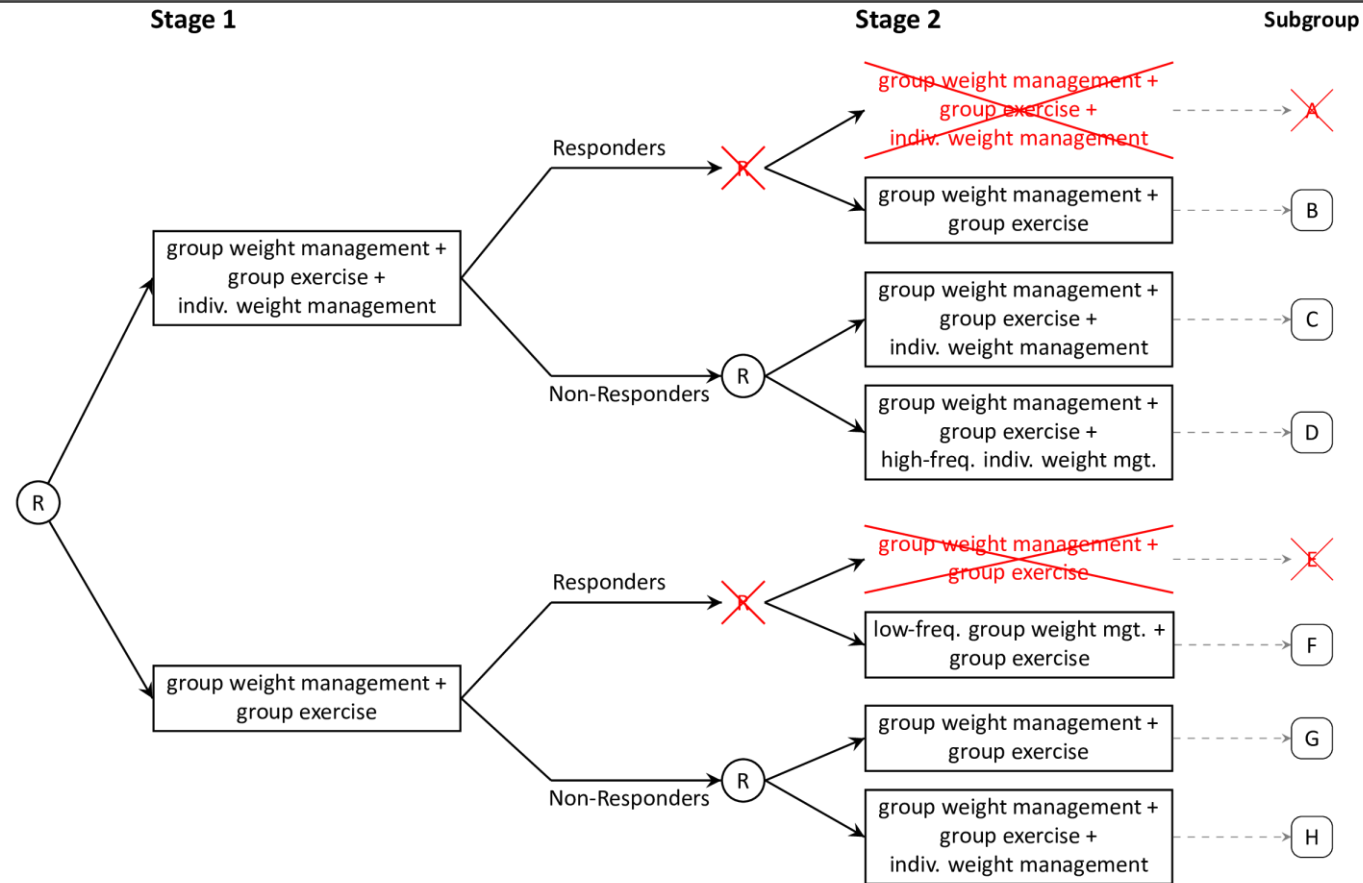 Stage 1
Stage 2
Subgroup
group weight management +
group exercise +
indiv. weight management
A
Responders
R
group weight management +
group exercise
B
group weight management +
group exercise +
indiv. weight management
group weight management +
group exercise +
indiv. weight management
C
R
Non-Responders
group weight management +
group exercise +
high-freq. indiv. weight mgt.
D
R
group weight management +
group exercise
E
Responders
R
low-freq. group weight mgt. +
group exercise
F
group weight management +
group exercise
group weight management +
group exercise
G
R
Non-Responders
group weight management +
group exercise +
indiv. weight management
H